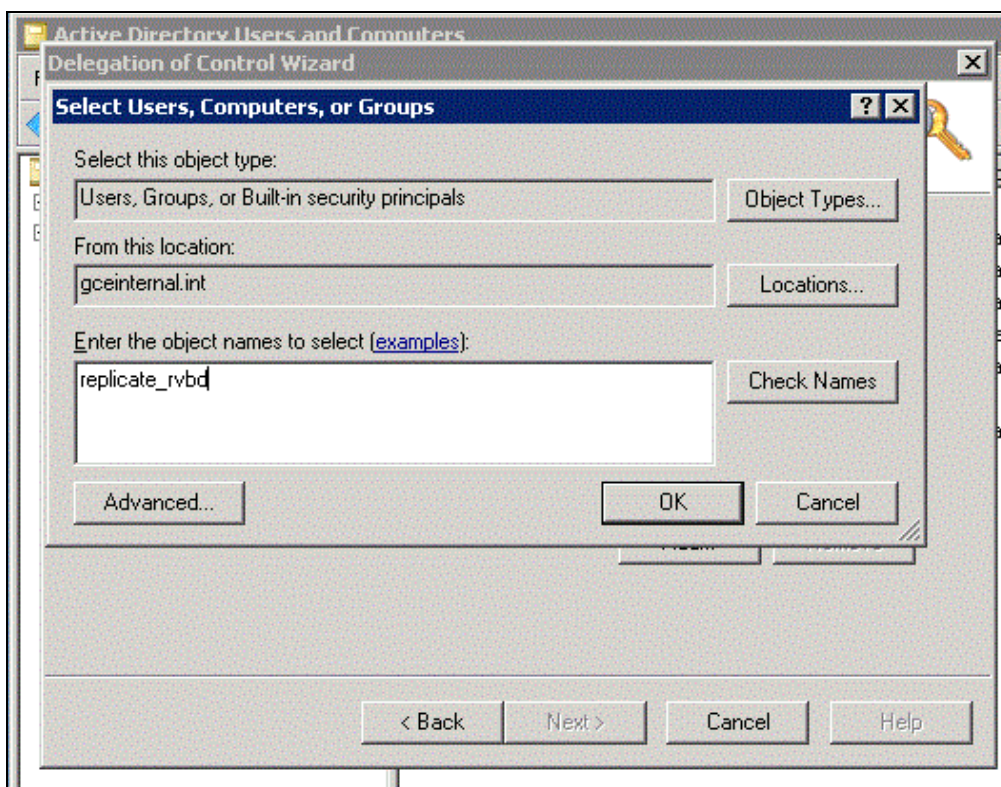 Active Directory Users and Computers
Delegation of Control Wizard
Select Users, Computers, or Groups
Select this object type:
Users, Groups, or Built-in security principals
Object Types...
From this location:
gceinternal.int
Locations...
Enter the object names to select (examples):
replicate_rvbd
Check Names
Advanced...
OK
Cancel
< Back
Next >
Cancel
Help